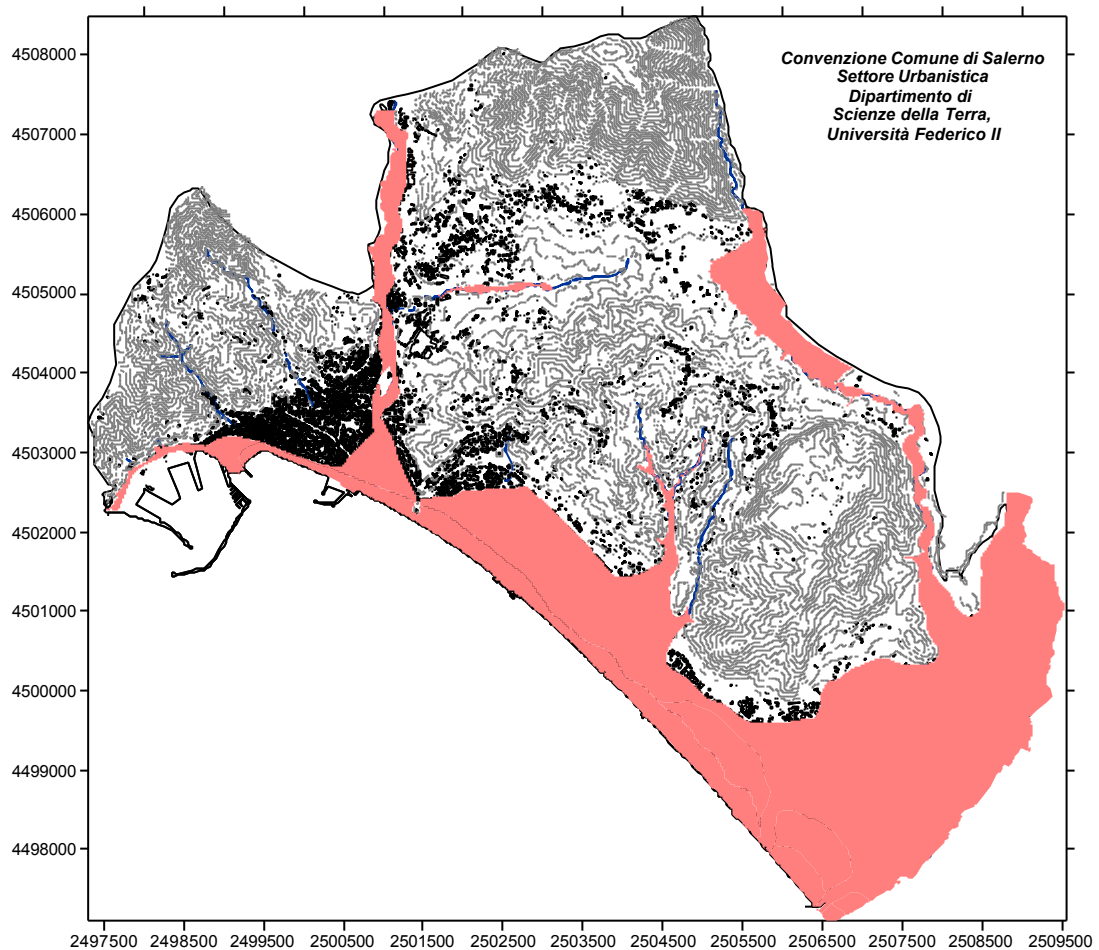 Convenzione Comune di Salerno
Settore Urbanistica
Dipartimento di
Scienze della Terra,
Università Federico II
4508000
4507000
4506000
4505000
4504000
4503000
4502000
4501000
4500000
4499000
4498000
2497500 2498500 2499500 2500500 2501500 2502500 2503500 2504500 2505500 2506500 2507500 2508500 2509500